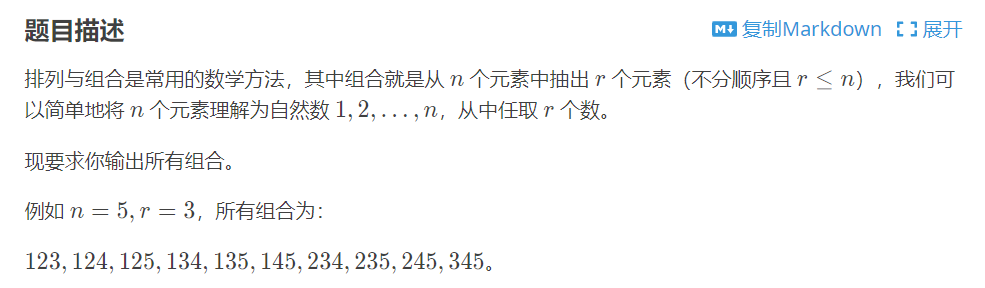 题目描述
复制Markdown 展开
排列与组合是常用的数学方法，其中组合就是从 n 个元素中抽出 r 个元素（不分顺序且 r ≤ n），我们可
以简单地将 n 个元素理解为自然数 1, 2, . . . , n，从中任取 r 个数。
现要求你输出所有组合。
例如 n = 5, r = 3，所有组合为：
123, 124, 125, 134, 135, 145, 234, 235, 245, 345。